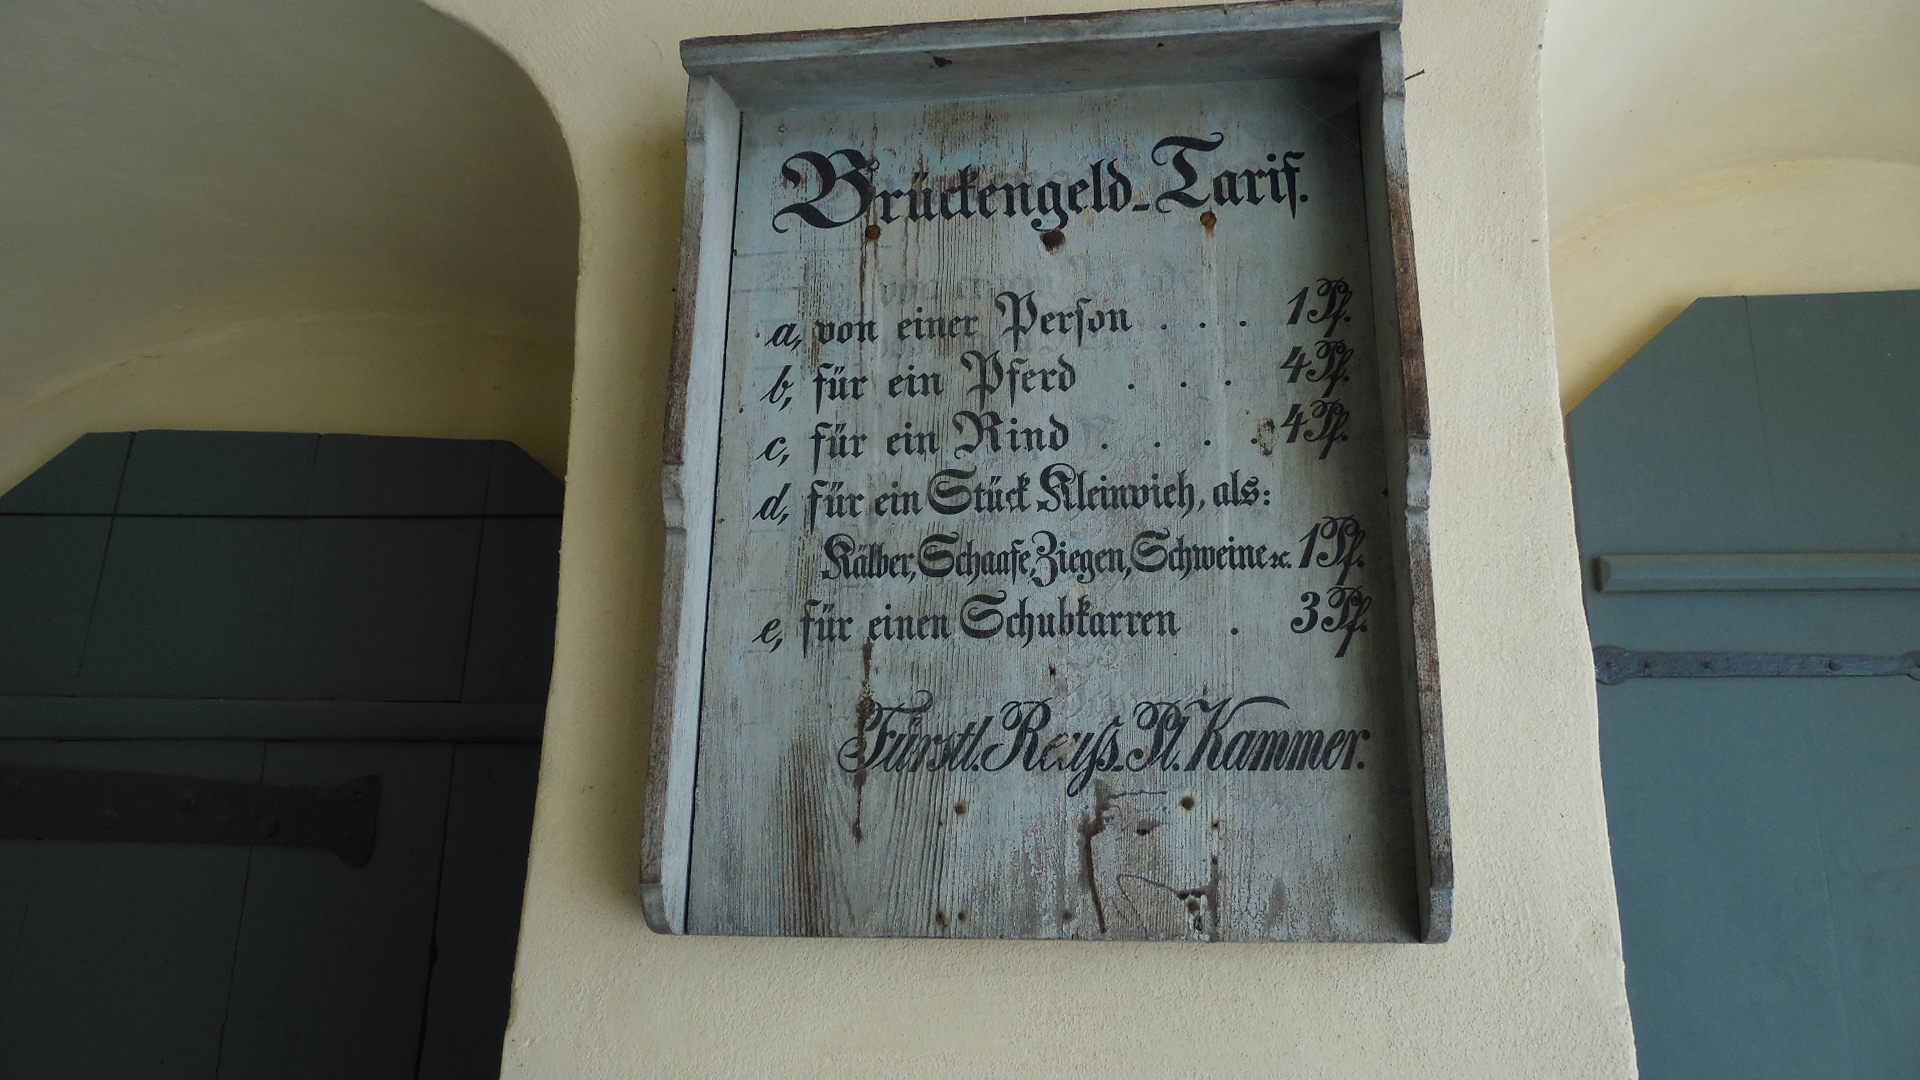 Brückengeld-Tarif.
a, von einer Person . . . 1 Pf.
b, für ein Pferd . . . 4 Pf.
c, für ein Rind . . . . 4 Pf.
d, für ein Stück Kleinvieh, als:
Kälber, Schaafe, Ziegen, Schweine ꝛc. 1 Pf.
e, für einen Schubkarren . 3 Pf.
Fürstl. Reuß-Pl. Kammer.